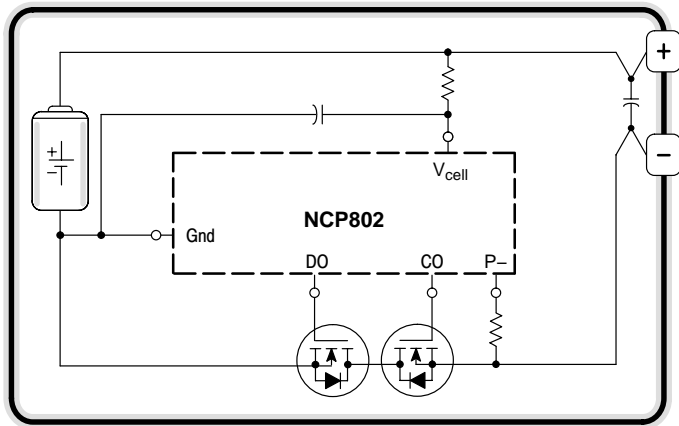 +
+
−
−
Vcell
NCP802
Gnd
DO CO P−